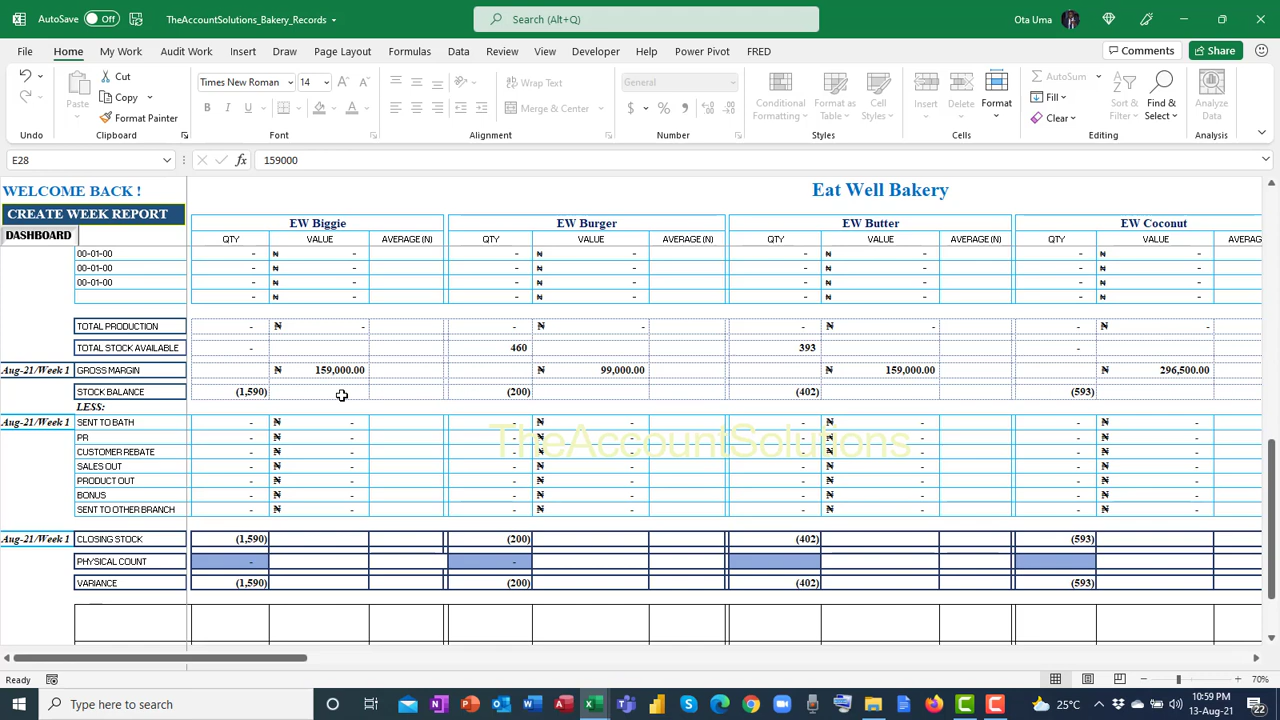 AutoSave Off TheAccountSolutions_Bakery_Records Search (Alt+Q) Ota Uma
File Home My Work Audit Work Insert Draw Page Layout Formulas Data Review View Developer Help Power Pivot FRED Comments Share
Paste Cut Copy Format Painter Times New Roman 14 B I U A A A Wrap Text Merge & Center General $ % , Conditional Formatting Format as Table Cell Styles Insert Delete Format AutoSum Fill Clear Sort & Filter Find & Select Analyze Data
Undo Clipboard Font Alignment Number Styles Cells Editing Analysis
E28 fx 159000
WELCOME BACK ! Eat Well Bakery
CREATE WEEK REPORT
EW Biggie EW Burger EW Butter EW Coconut
DASHBOARD QTY VALUE AVERAGE (N) QTY VALUE AVERAGE (N) QTY VALUE AVERAGE (N) QTY VALUE AVERAG
00-01-00 - ₦ - - ₦ - - ₦ - - ₦ -
00-01-00 - ₦ - - ₦ - - ₦ - - ₦ -
00-01-00 - ₦ - - ₦ - - ₦ - - ₦ -
- ₦ - - ₦ - - ₦ - - ₦ -
TOTAL PRODUCTION - ₦ - - ₦ - - ₦ - - ₦ -
TOTAL STOCK AVAILABLE - 460 393 -
Aug-21/Week 1 GROSS MARGIN ₦ 159,000.00 ₦ 99,000.00 ₦ 159,000.00 ₦ 296,500.00
STOCK BALANCE (1,590) (200) (402) (593)
LESS:
Aug-21/Week 1 SENT TO BATH - ₦ - - ₦ - - ₦ - - ₦ -
PR - ₦ - - ₦ - - ₦ - - ₦ -
TheAccountSolutions
CUSTOMER REBATE - ₦ - - ₦ - - ₦ - - ₦ -
SALES OUT - ₦ - - ₦ - - ₦ - - ₦ -
PRODUCT OUT - ₦ - - ₦ - - ₦ - - ₦ -
BONUS - ₦ - - ₦ - - ₦ - - ₦ -
SENT TO OTHER BRANCH - ₦ - - ₦ - - ₦ - - ₦ -
Aug-21/Week 1 CLOSING STOCK (1,590) (200) (402) (593)
PHYSICAL COUNT - -
VARIANCE (1,590) (200) (402) (593)
Ready 70%
Type here to search 25°C 10:59 PM
13-Aug-21 22